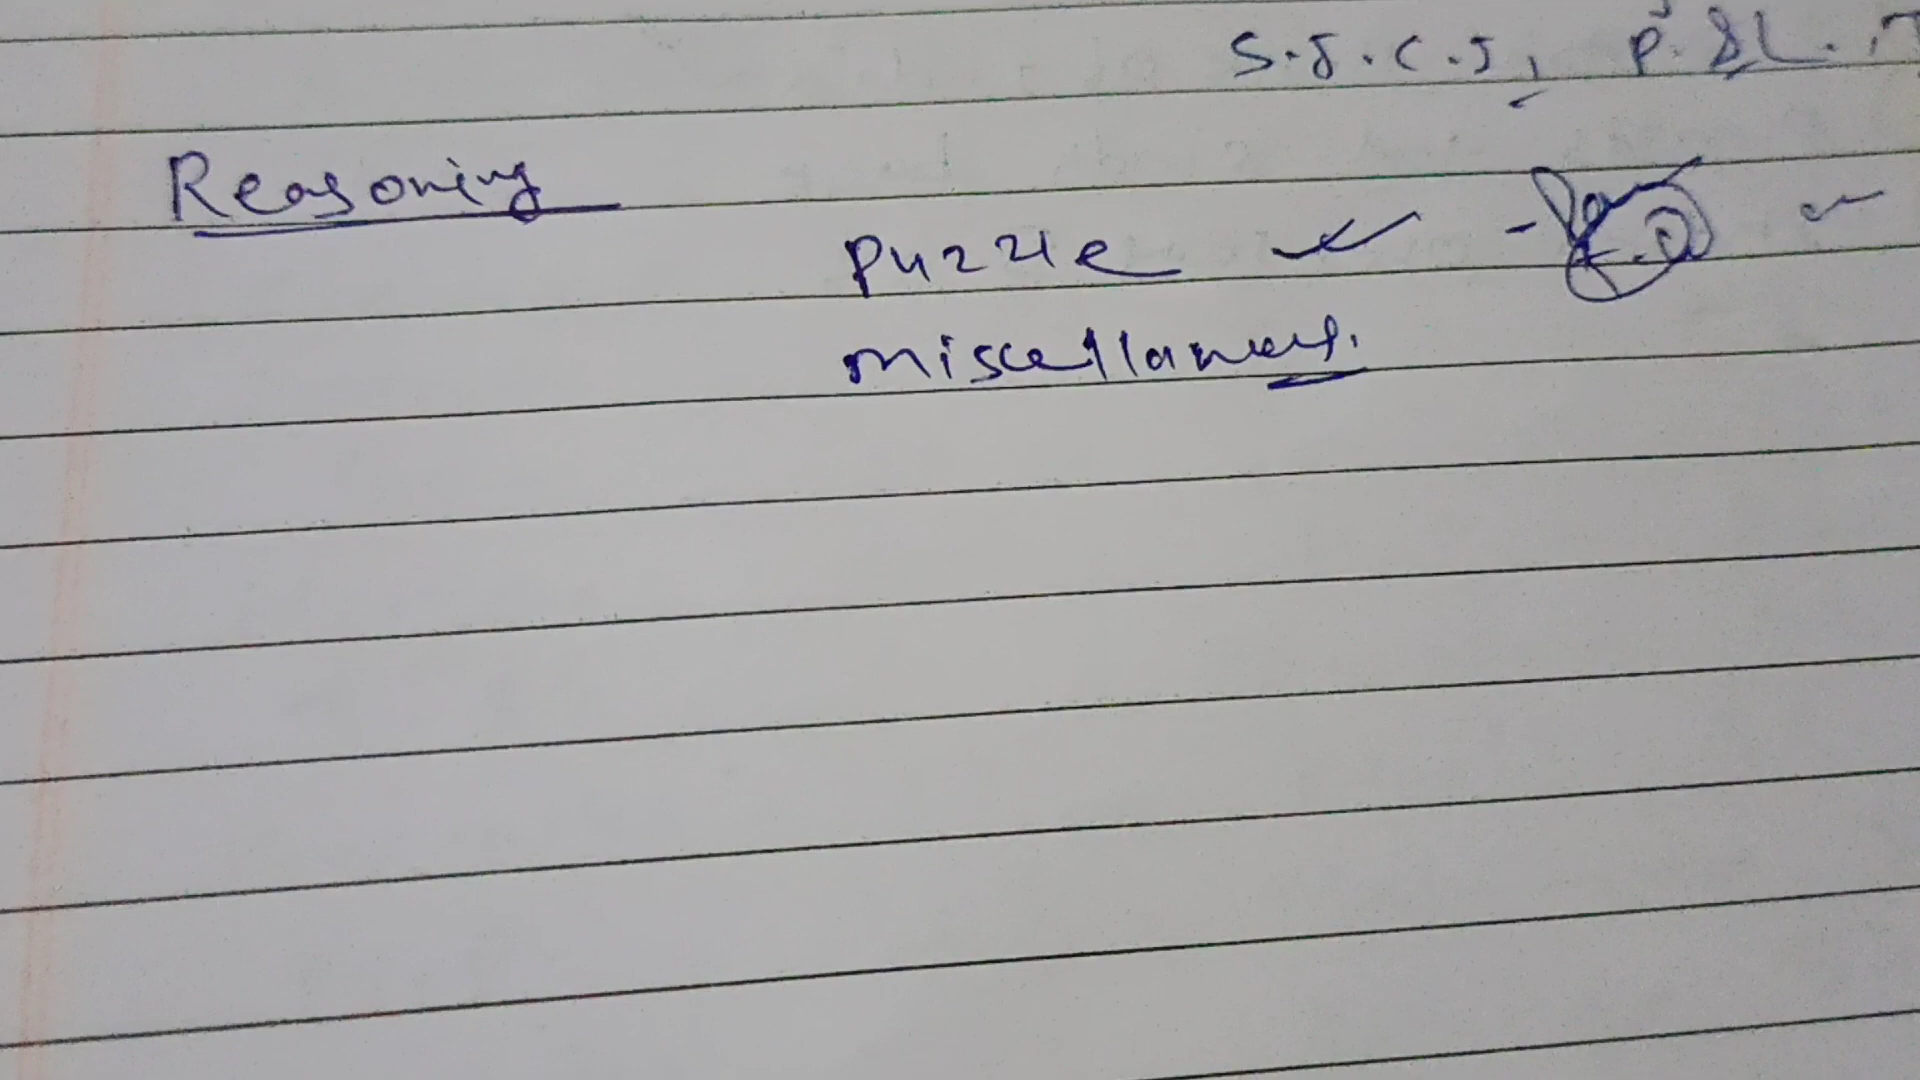 S.I.C.I, P. & L.
Reasoning
Puzzle
miscellaneous.